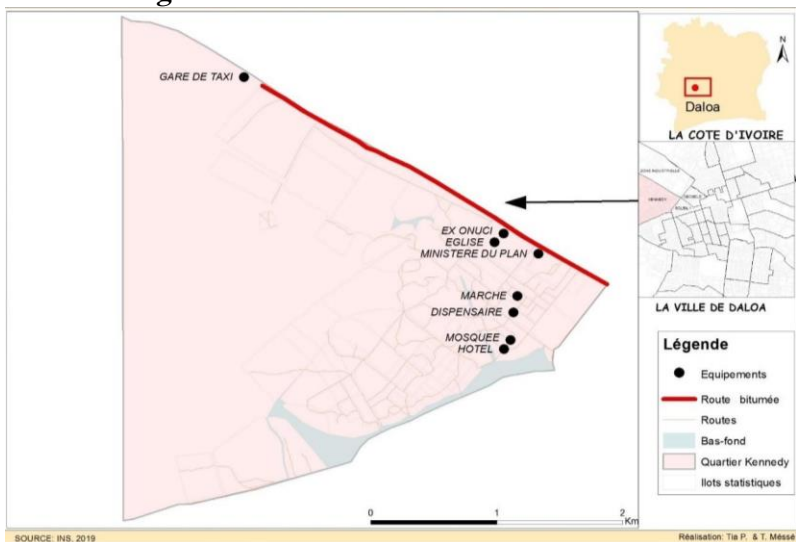 GARE DE TAXI
EX ONUCI
EGLISE
MINISTERE DU PLAN
MARCHE
DISPENSAIRE
MOSQUEE
HOTEL
0 1 2
Km
N
Daloa
LA COTE D'IVOIRE
LA VILLE DE DALOA
Légende
Equipements
Route bitumée
Routes
Bas-fond
Quartier Kennedy
Ilots statistiques
SOURCE: INS, 2019
Réalisation: Tia P. & T. Méssé